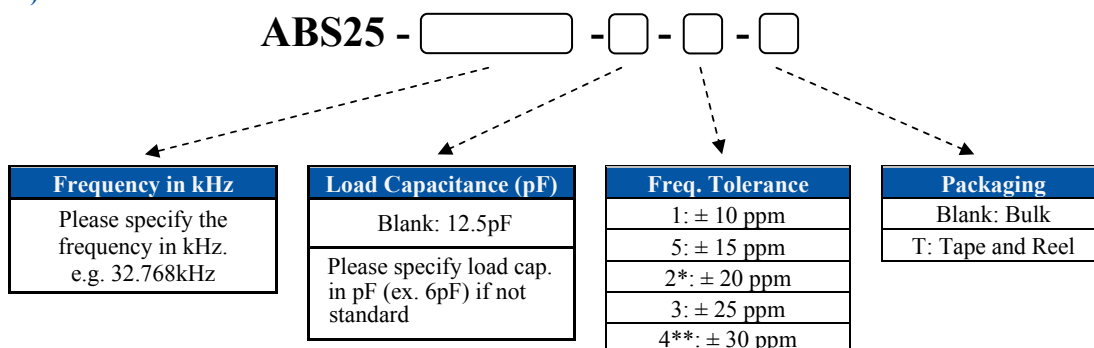 )
ABS25 - - - -
Frequency in kHz
Please specify the
frequency in kHz.
e.g. 32.768kHz
Load Capacitance (pF)
Blank: 12.5pF
Please specify load cap.
in pF (ex. 6pF) if not
standard
Freq. Tolerance
1: ± 10 ppm
5: ± 15 ppm
2*: ± 20 ppm
3: ± 25 ppm
4**: ± 30 ppm
Packaging
Blank: Bulk
T: Tape and Reel